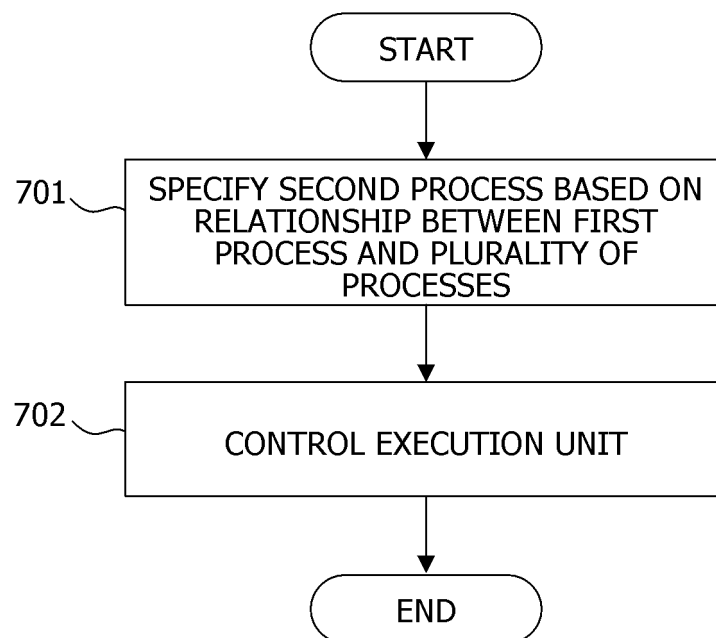 START
701
SPECIFY SECOND PROCESS BASED ON
RELATIONSHIP BETWEEN FIRST
PROCESS AND PLURALITY OF
PROCESSES
702
CONTROL EXECUTION UNIT
END